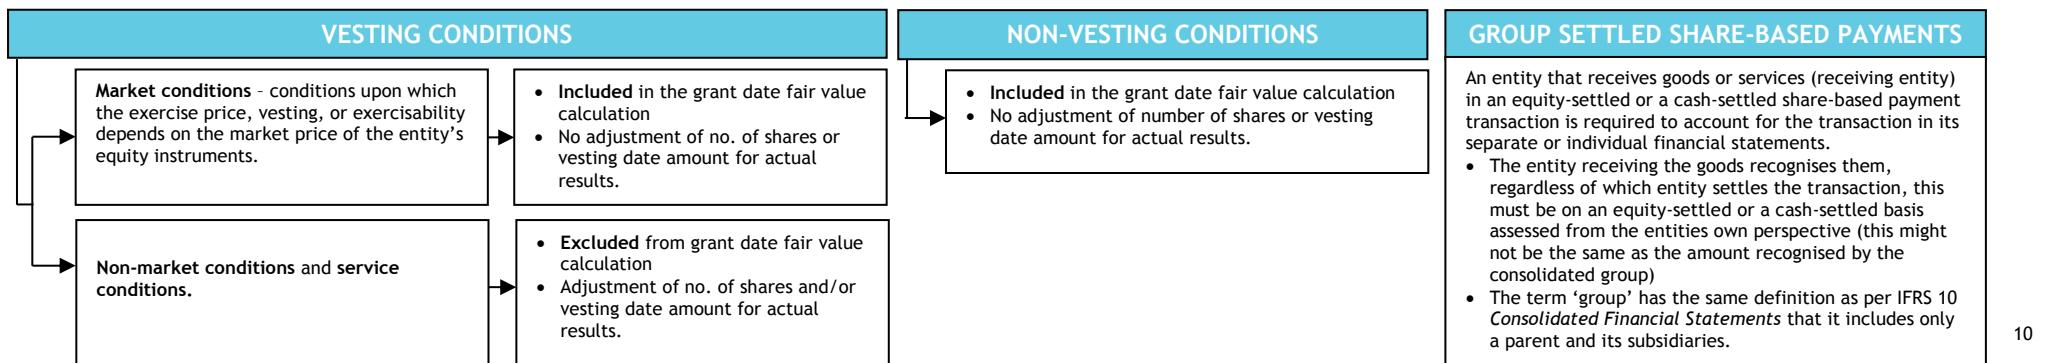 VESTING CONDITIONS
Market conditions – conditions upon which
the exercise price, vesting, or exercisability
depends on the market price of the entity’s
equity instruments.
• Included in the grant date fair value
calculation
• No adjustment of no. of shares or
vesting date amount for actual
results.
Non-market conditions and service
conditions.
• Excluded from grant date fair value
calculation
• Adjustment of no. of shares and/or
vesting date amount for actual
results.
NON-VESTING CONDITIONS
• Included in the grant date fair value calculation
• No adjustment of number of shares or vesting
date amount for actual results.
GROUP SETTLED SHARE-BASED PAYMENTS
An entity that receives goods or services (receiving entity)
in an equity-settled or a cash-settled share-based payment
transaction is required to account for the transaction in its
separate or individual financial statements.
• The entity receiving the goods recognises them,
regardless of which entity settles the transaction, this
must be on an equity-settled or a cash-settled basis
assessed from the entities own perspective (this might
not be the same as the amount recognised by the
consolidated group)
• The term ‘group’ has the same definition as per IFRS 10
Consolidated Financial Statements that it includes only
a parent and its subsidiaries.
10